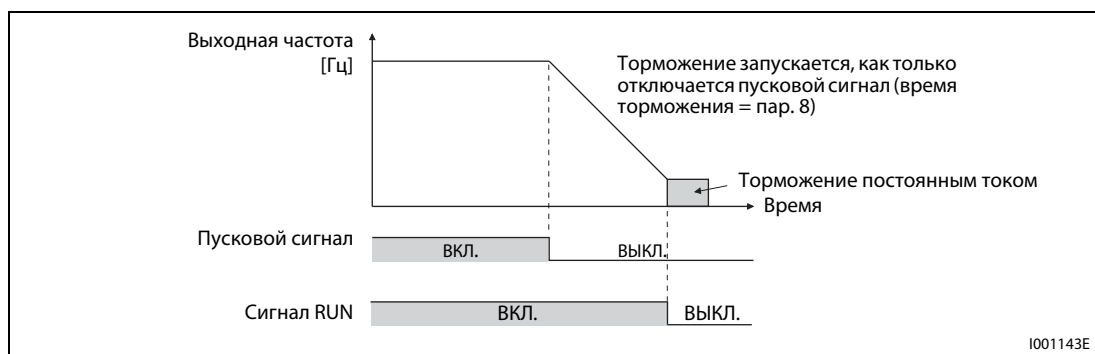 Выходная частота
[Гц]
Торможение запускается, как только
отключается пусковой сигнал (время
торможения = пар. 8)
Торможение постоянным током
Время
Пусковой сигнал
ВКЛ.
ВЫКЛ.
Сигнал RUN
ВКЛ.
ВЫКЛ.
I001143E